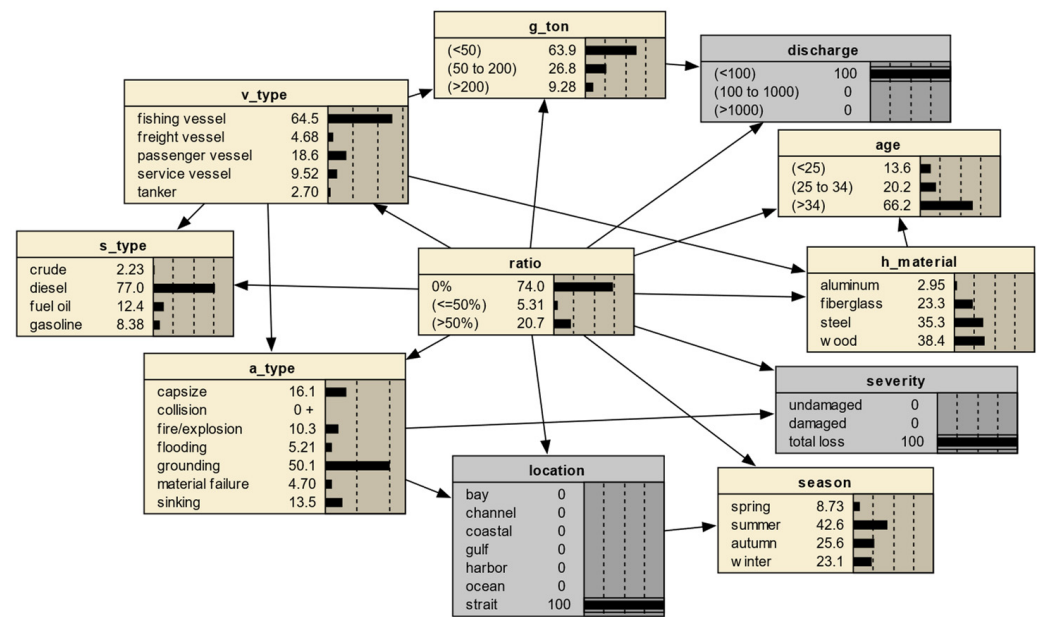 g_ton
(<50) 63.9
(50 to 200) 26.8
(>200) 9.28
discharge
(<100) 100
(100 to 1000) 0
(>1000) 0
v_type
fishing vessel 64.5
freight vessel 4.68
passenger vessel 18.6
service vessel 9.52
tanker 2.70
age
(<25) 13.6
(25 to 34) 20.2
(>34) 66.2
s_type
crude 2.23
diesel 77.0
fuel oil 12.4
gasoline 8.38
ratio
0% 74.0
(<=50%) 5.31
(>50%) 20.7
h_material
aluminum 2.95
fiberglass 23.3
steel 35.3
wood 38.4
a_type
capsize 16.1
collision 0 +
fire/explosion 10.3
flooding 5.21
grounding 50.1
material failure 4.70
sinking 13.5
severity
undamaged 0
damaged 0
total loss 100
location
bay 0
channel 0
coastal 0
gulf 0
harbor 0
ocean 0
strait 100
season
spring 8.73
summer 42.6
autumn 25.6
winter 23.1